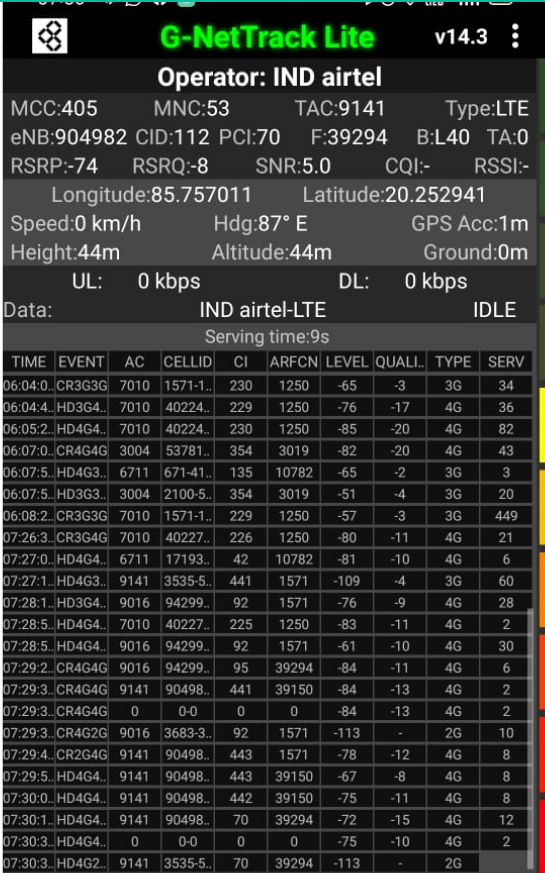 G-NetTrack Lite v14.3
Operator: IND airtel
MCC:405 MNC:53 TAC:9141 Type:LTE
eNB:904982 CID:112 PCI:70 F:39294 B:L40 TA:0
RSRP:-74 RSRQ:-8 SNR:5.0 CQI:- RSSI:-
Longitude:85.757011 Latitude:20.252941
Speed:0 km/h Hdg:87° E GPS Acc:1m
Height:44m Altitude:44m Ground:0m
UL: 0 kbps DL: 0 kbps
Data: IND airtel-LTE IDLE
Serving time:9s
TIME EVENT AC CELLID CI ARFCN LEVEL QUALI.. TYPE SERV
06:04:0.. CR3G3G 7010 1571-1.. 230 1250 -65 -3 3G 34
06:04:4.. HD3G4.. 7010 40224.. 229 1250 -76 -17 4G 36
06:05:2.. HD4G4.. 7010 40224.. 230 1250 -85 -20 4G 82
06:07:0.. CR4G4G 3004 53781.. 354 3019 -82 -20 4G 43
06:07:5.. HD4G3.. 6711 671-41.. 135 10782 -65 -2 3G 3
06:07:5.. HD3G3.. 3004 2100-5.. 354 3019 -51 -4 3G 20
06:08:2.. CR3G3G 7010 1571-1.. 229 1250 -57 -3 3G 449
07:26:3.. CR3G4G 7010 40227.. 226 1250 -80 -11 4G 21
07:27:0.. HD4G4.. 6711 17193.. 42 10782 -81 -10 4G 6
07:27:1.. HD4G3.. 9141 3535-5.. 441 1571 -109 -4 3G 60
07:28:1.. HD3G4.. 9016 94299.. 92 1571 -76 -9 4G 28
07:28:5.. HD4G4.. 7010 40227.. 225 1250 -83 -11 4G 2
07:28:5.. HD4G4.. 9016 94299.. 92 1571 -61 -10 4G 30
07:29:2.. CR4G4G 9016 94299.. 95 39294 -84 -11 4G 6
07:29:3.. CR4G4G 9141 90498.. 441 39150 -84 -13 4G 2
07:29:3.. CR4G4G 0 0-0 0 0 -84 -13 4G 2
07:29:3.. CR4G2G 9016 3683-3.. 92 1571 -113 - 2G 10
07:29:4.. CR2G4G 9141 90498.. 443 1571 -78 -12 4G 8
07:29:5.. HD4G4.. 9141 90498.. 443 39150 -67 -8 4G 8
07:30:0.. HD4G4.. 9141 90498.. 442 39150 -75 -11 4G 8
07:30:1.. HD4G4.. 9141 90498.. 70 39294 -72 -15 4G 12
07:30:3.. HD4G4.. 0 0-0 0 0 -75 -10 4G 2
07:30:3.. HD4G2.. 9141 3535-5.. 70 39294 -113 - 2G